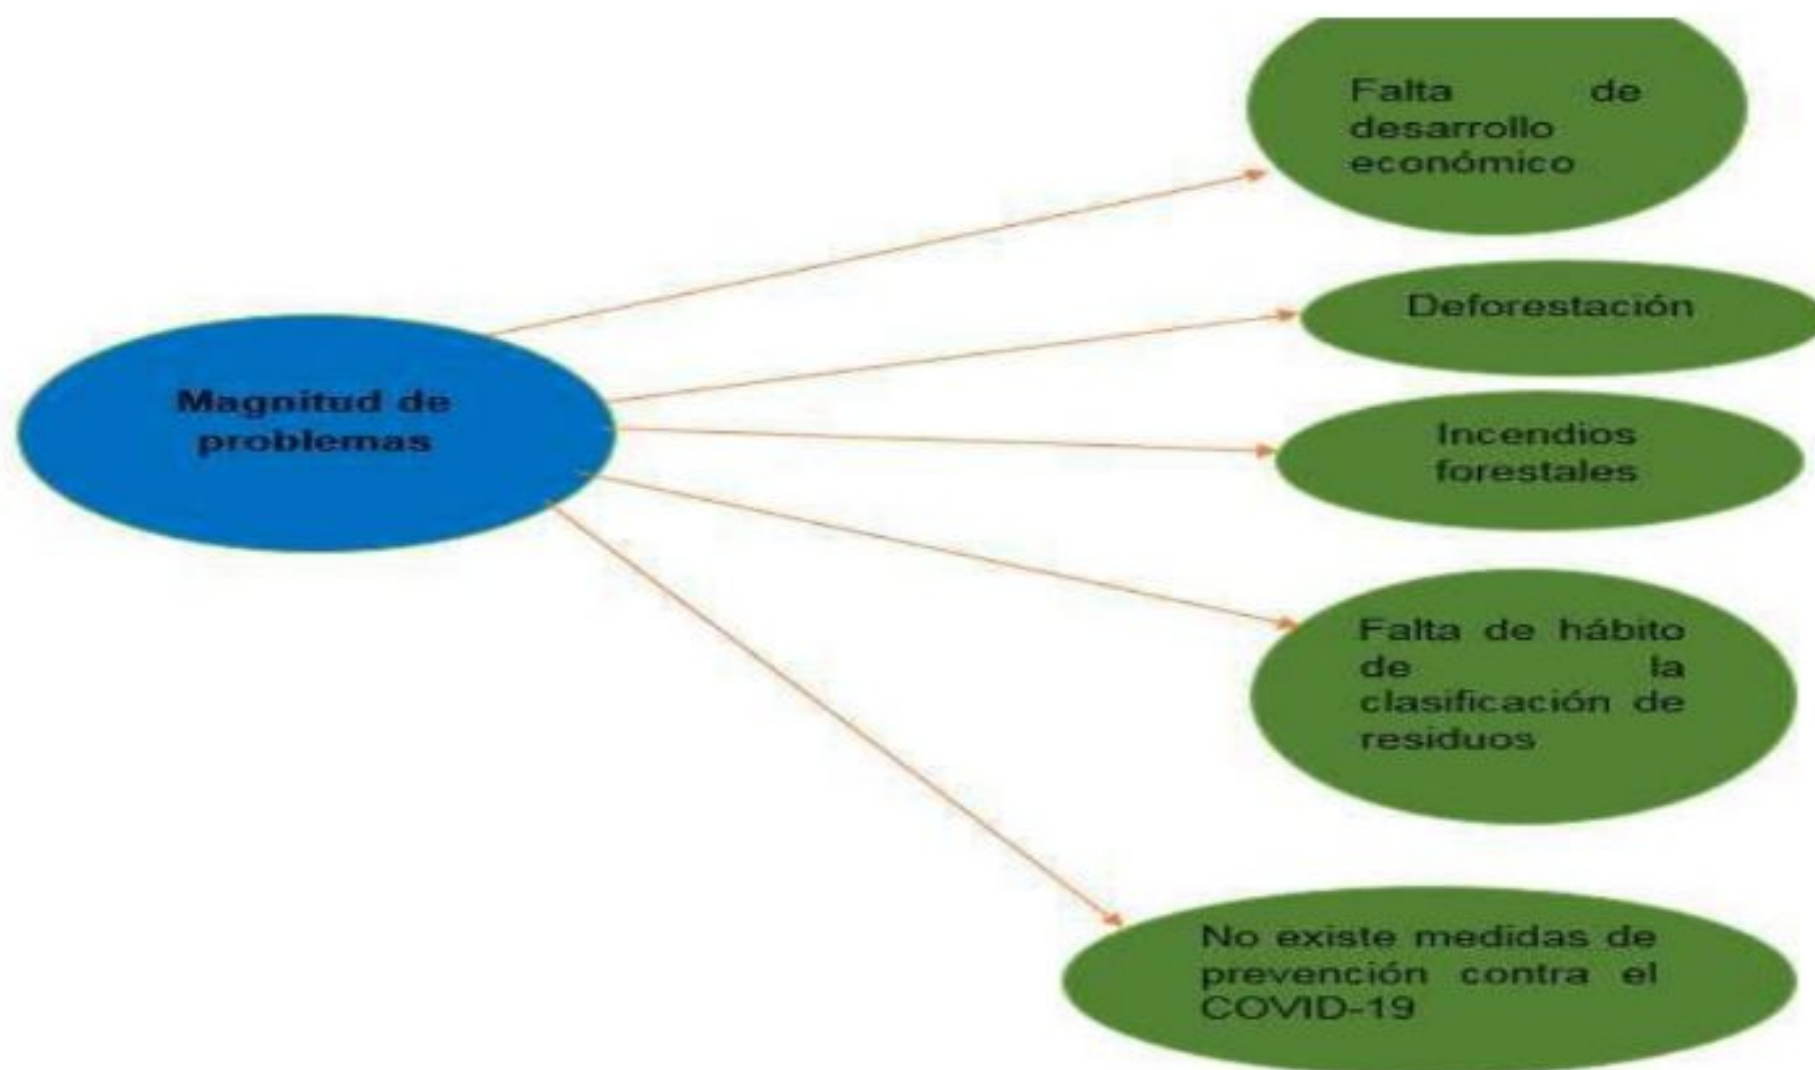 Falta de
desarrollo
económico
Deforestación
Magnitud de
problemas
Incendios
forestales
Falta de hábito
de la
clasificación de
residuos
No existe medidas de
prevención contra el
COVID-19